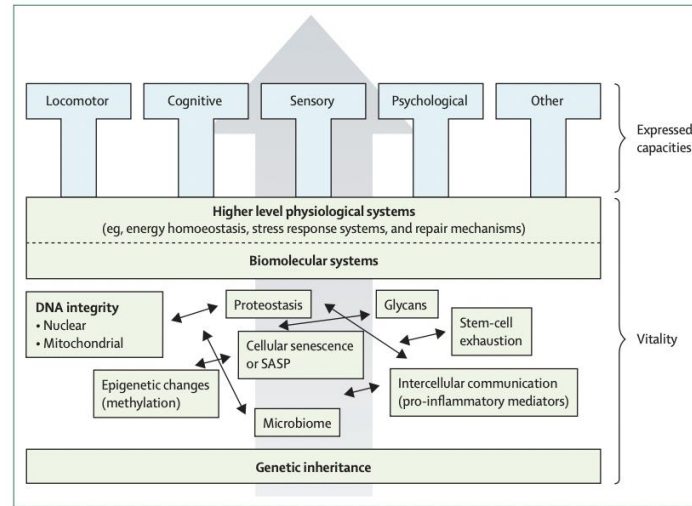 Locomotor
Cognitive
Sensory
Psychological
Other
Expressed
capacities
Higher level physiological systems
(eg, energy homoeostasis, stress response systems, and repair mechanisms)
Biomolecular systems
DNA integrity
• Nuclear
• Mitochondrial
Proteostasis
Glycans
Stem-cell
exhaustion
Cellular senescence
or SASP
Vitality
Epigenetic changes
(methylation)
Intercellular communication
(pro-inflammatory mediators)
Microbiome
Genetic inheritance